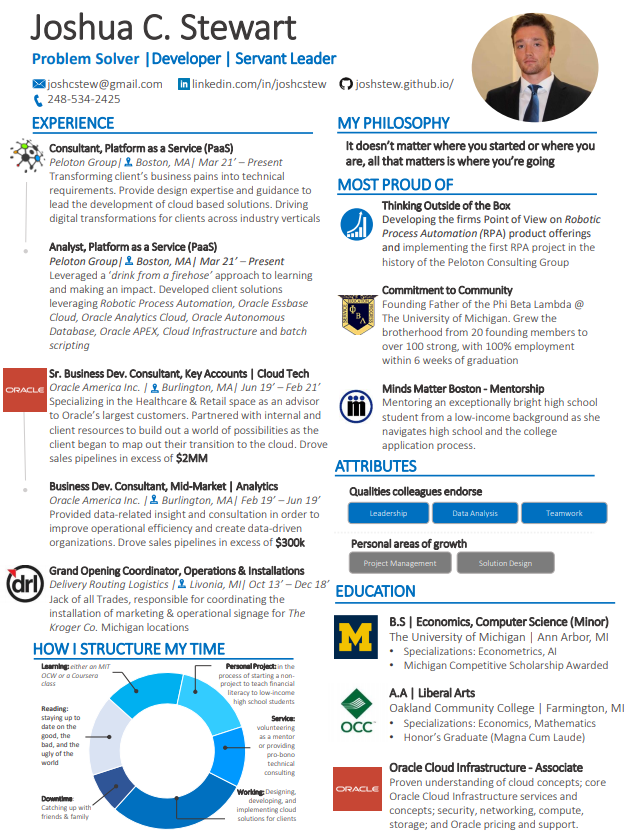 Joshua C. Stewart
Problem Solver |Developer | Servant Leader
joshcstew@gmail.com
linkedin.com/in/joshcstew
joshstew.github.io/
248-534-2425
EXPERIENCE
Consultant, Platform as a Service (PaaS)
Peloton Group| Boston, MA| Mar 21’ – Present
Transforming client’s business pains into technical
requirements. Provide design expertise and guidance to
lead the development of cloud based solutions. Driving
digital transformations for clients across industry verticals
Analyst, Platform as a Service (PaaS)
Peloton Group| Boston, MA| Mar 21’ – Present
Leveraged a ‘drink from a firehose’ approach to learning
and making an impact. Developed client solutions
leveraging Robotic Process Automation, Oracle Essbase
Cloud, Oracle Analytics Cloud, Oracle Autonomous
Database, Oracle APEX, Cloud Infrastructure and batch
scripting
ORACLE
Sr. Business Dev. Consultant, Key Accounts | Cloud Tech
Oracle America Inc. | Burlington, MA| Jun 19’ – Feb 21’
Specializing in the Healthcare & Retail space as an advisor
to Oracle’s largest customers. Partnered with internal and
client resources to build out a world of possibilities as the
client began to map out their transition to the cloud. Drove
sales pipelines in excess of $2MM
Business Dev. Consultant, Mid-Market | Analytics
Oracle America Inc. | Burlington, MA| Feb 19’ – Jun 19’
Provided data-related insight and consultation in order to
improve operational efficiency and create data-driven
organizations. Drove sales pipelines in excess of $300k
drl
Grand Opening Coordinator, Operations & Installations
Delivery Routing Logistics | Livonia, MI| Oct 13’ – Dec 18’
Jack of all Trades, responsible for coordinating the
installation of marketing & operational signage for The
Kroger Co. Michigan locations
HOW I STRUCTURE MY TIME
Learning: either an MIT
OCW or a Coursera
class
Personal Project: in the
process of starting a non-
project to teach financial
literacy to low-income
high school students
Reading:
staying up to
date on the
good, the
bad, and the
ugly of the
world
Service:
volunteering
as a mentor
or providing
pro-bono
technical
consulting
Downtime:
Catching up with
friends & family
Working: Designing,
developing, and
implementing cloud
solutions for clients
MY PHILOSOPHY
It doesn’t matter where you started or where you
are, all that matters is where you’re going
MOST PROUD OF
Thinking Outside of the Box
Developing the firms Point of View on Robotic
Process Automation (RPA) product offerings
and implementing the first RPA project in the
history of the Peloton Consulting Group
Commitment to Community
Founding Father of the Phi Beta Lambda @
The University of Michigan. Grew the
brotherhood from 20 founding members to
over 100 strong, with 100% employment
within 6 weeks of graduation
Minds Matter Boston - Mentorship
Mentoring an exceptionally bright high school
student from a low-income background as she
navigates high school and the college
application process.
ATTRIBUTES
Qualities colleagues endorse
Leadership
Data Analysis
Teamwork
Personal areas of growth
Project Management
Solution Design
EDUCATION
M
B.S | Economics, Computer Science (Minor)
The University of Michigan | Ann Arbor, MI
• Specializations: Econometrics, AI
• Michigan Competitive Scholarship Awarded
OCC
A.A | Liberal Arts
Oakland Community College | Farmington, MI
• Specializations: Economics, Mathematics
• Honor’s Graduate (Magna Cum Laude)
ORACLE
Oracle Cloud Infrastructure - Associate
Proven understanding of cloud concepts; core
Oracle Cloud Infrastructure services and
concepts; security, networking, compute,
storage; and Oracle pricing and support.